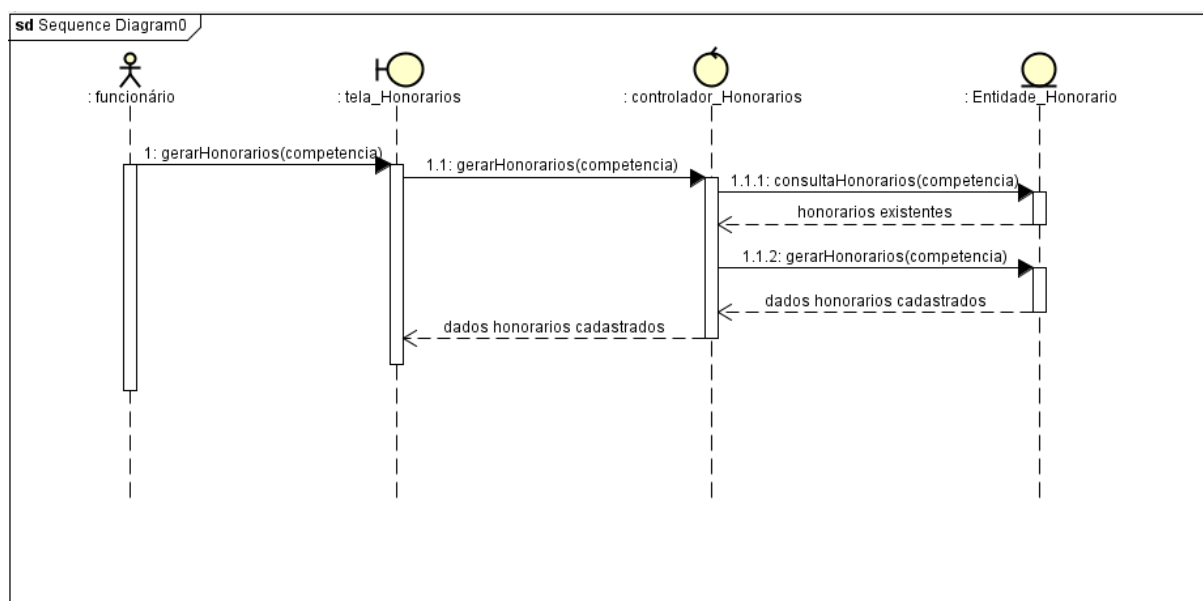 sd Sequence Diagram0
: funcionário
: tela_Honorarios
: controlador_Honorarios
: Entidade_Honorario
1: gerarHonorarios(competencia)
1.1: gerarHonorarios(competencia)
1.1.1: consultaHonorarios(competencia)
honorarios existentes
1.1.2: gerarHonorarios(competencia)
dados honorarios cadastrados
dados honorarios cadastrados